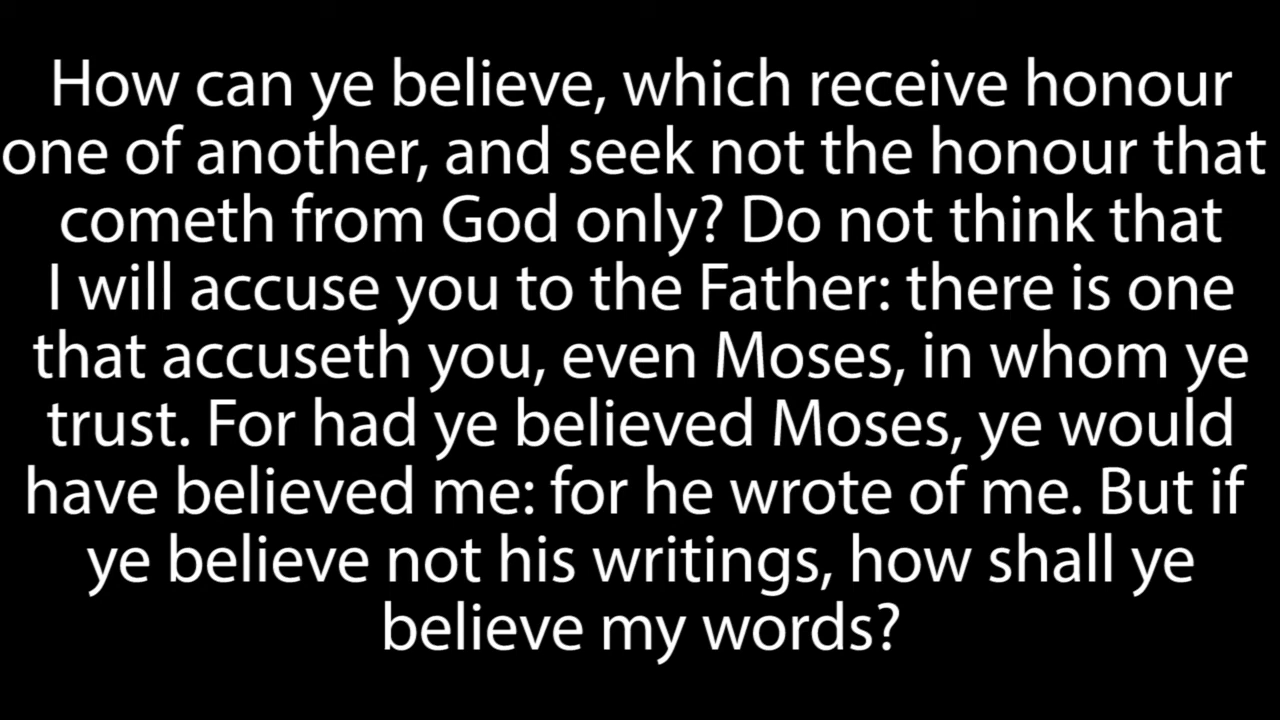 How can ye believe, which receive honour
one of another, and seek not the honour that
cometh from God only? Do not think that
I will accuse you to the Father: there is one
that accuseth you, even Moses, in whom ye
trust. For had ye believed Moses, ye would
have believed me: for he wrote of me. But if
ye believe not his writings, how shall ye
believe my words?